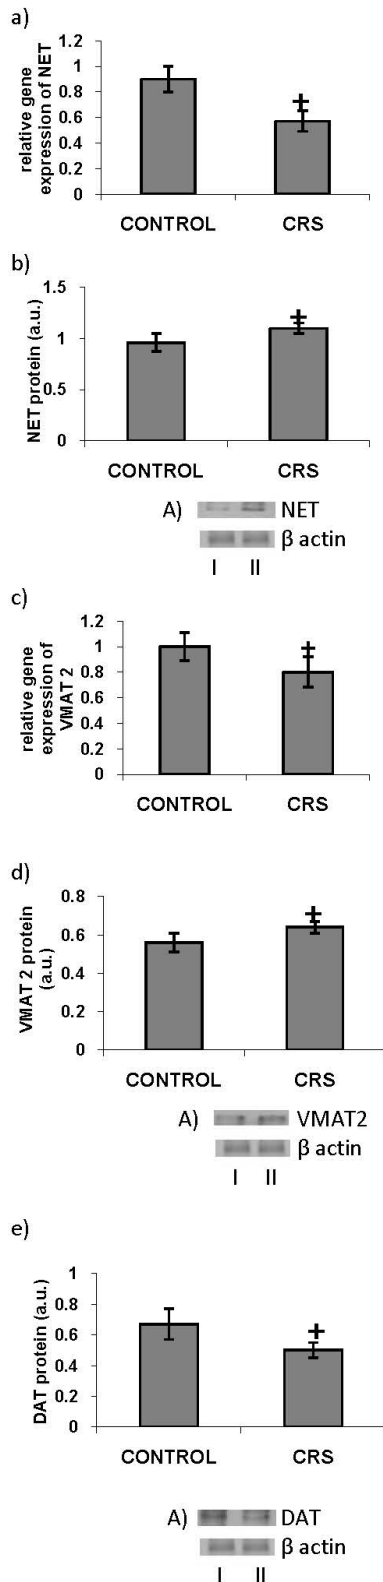 a)
relative gene
expression of NET
1.2
1
0.8
0.6
0.4
0.2
0
+
CONTROL CRS
b)
NET protein (a.u.)
1.5
1
0.5
0
+
CONTROL CRS
A) NET
β actin
I II
c)
relative gene
expression of
VMAT 2
1.2
1
0.8
0.6
0.4
0.2
0
+
CONTROL CRS
d)
VMAT 2 protein
(a.u.)
0.8
0.6
0.4
0.2
0
+
CONTROL CRS
A) VMAT2
β actin
I II
e)
DAT protein (a.u.)
1
0.8
0.6
0.4
0.2
0
+
CONTROL CRS
A) DAT
β actin
I II